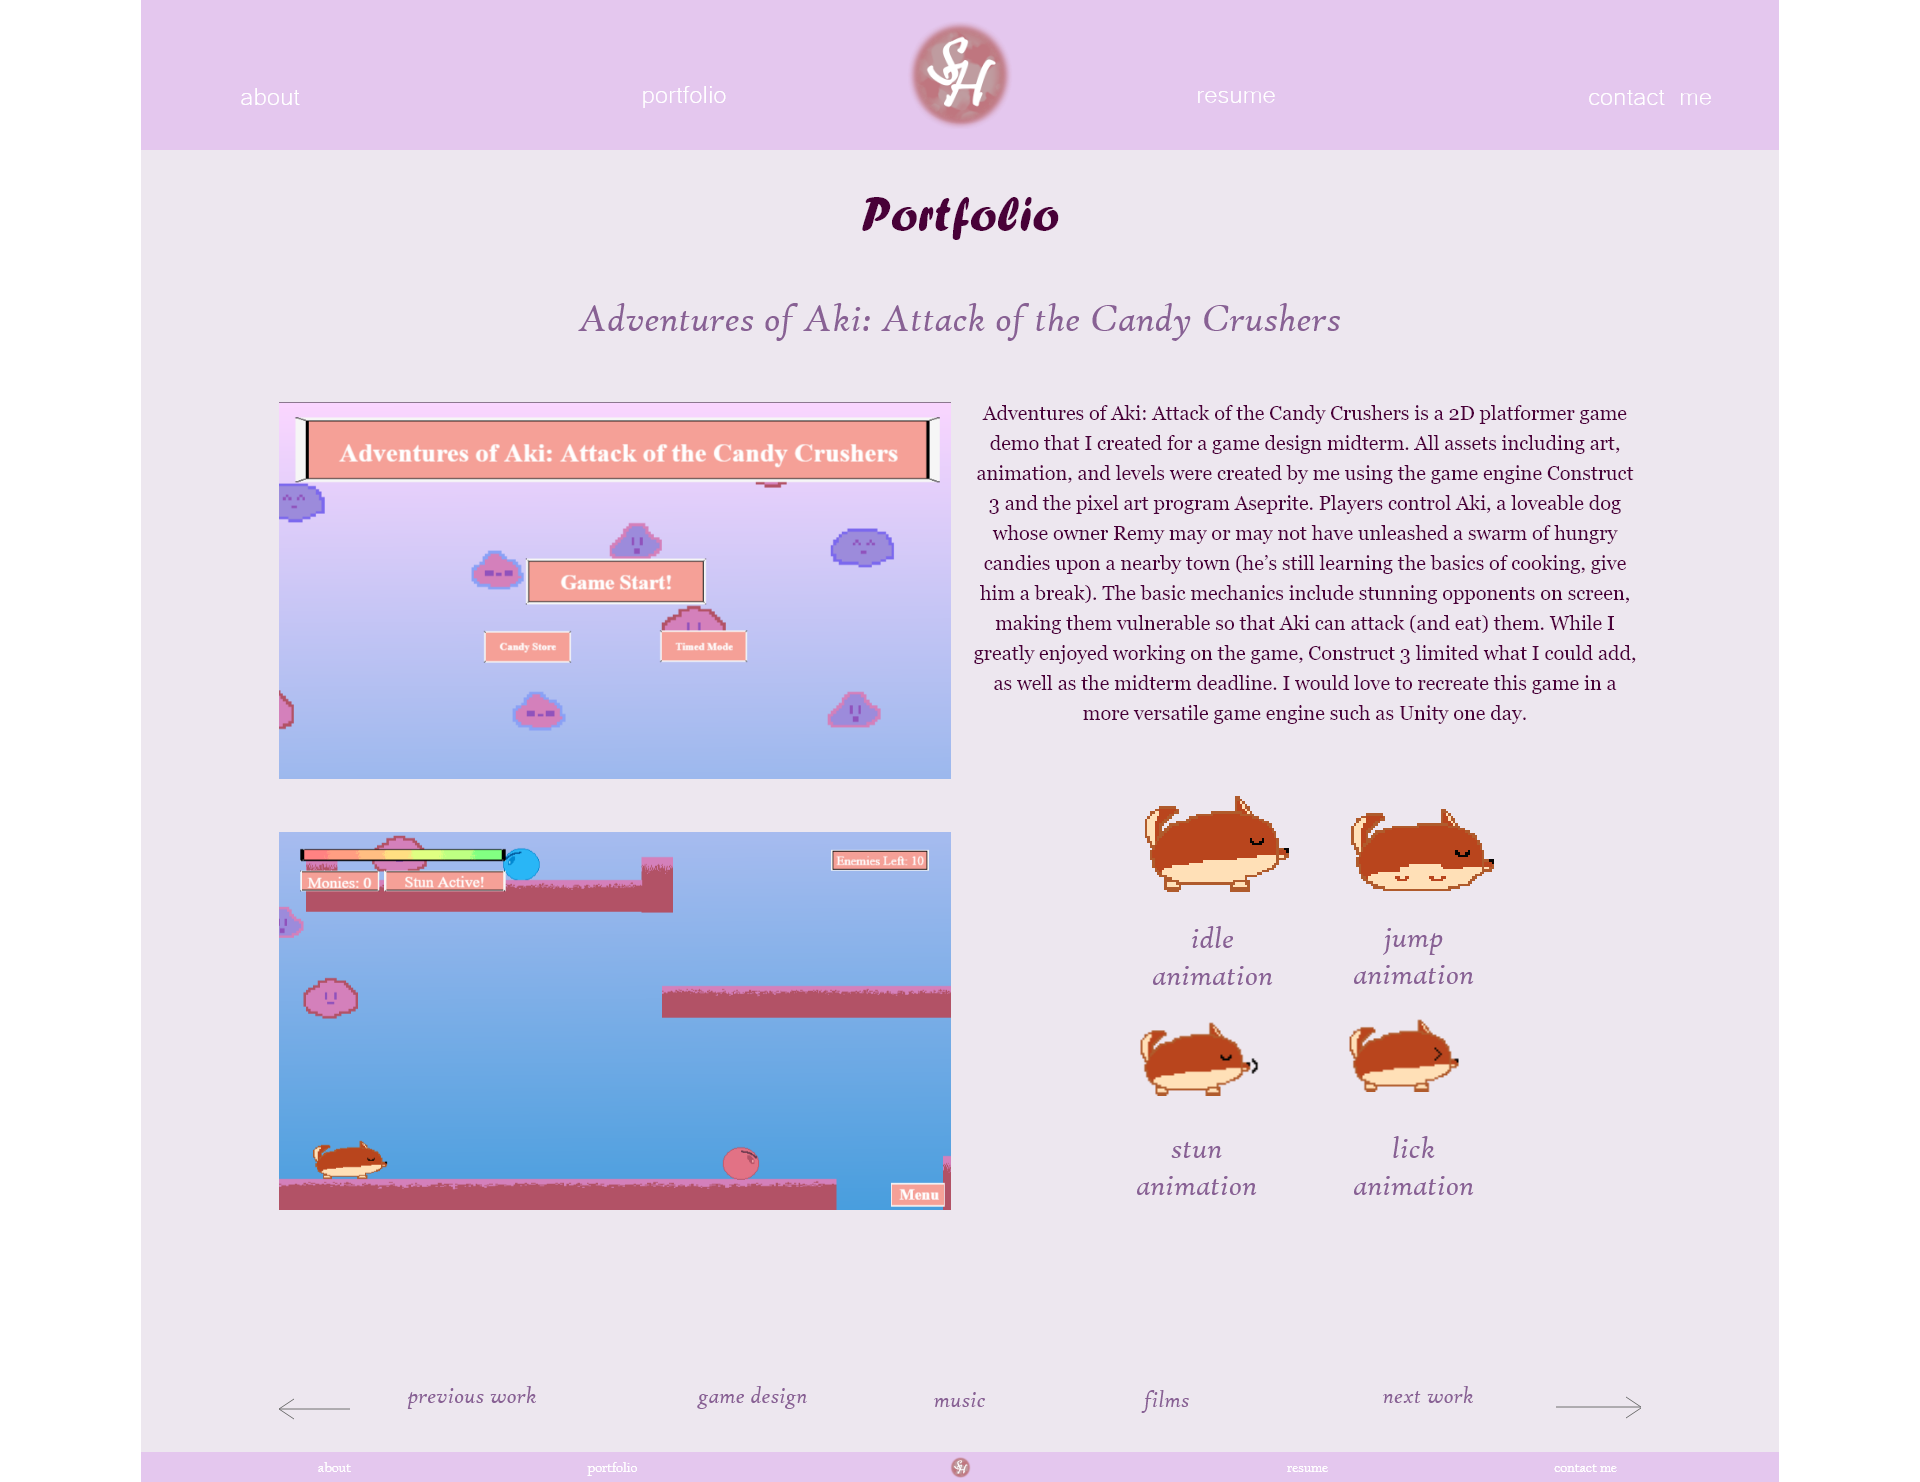 about
portfolio
SH
resume
contact me
Portfolio
Adventures of Aki: Attack of the Candy Crushers
Adventures of Aki: Attack of the Candy Crushers
Game Start!
Candy Store
Timed Mode
Adventures of Aki: Attack of the Candy Crushers is a 2D platformer game
demo that I created for a game design midterm. All assets including art,
animation, and levels were created by me using the game engine Construct
3 and the pixel art program Aseprite. Players control Aki, a loveable dog
whose owner Remy may or may not have unleashed a swarm of hungry
candies upon a nearby town (he’s still learning the basics of cooking, give
him a break). The basic mechanics include stunning opponents on screen,
making them vulnerable so that Aki can attack (and eat) them. While I
greatly enjoyed working on the game, Construct 3 limited what I could add,
as well as the midterm deadline. I would love to recreate this game in a
more versatile game engine such as Unity one day.
Monies: 0
Stun Active!
Enemies Left: 10
Menu
idle
animation
jump
animation
stun
animation
lick
animation
previous work
game design
music
films
next work
about
portfolio
SH
resume
contact me